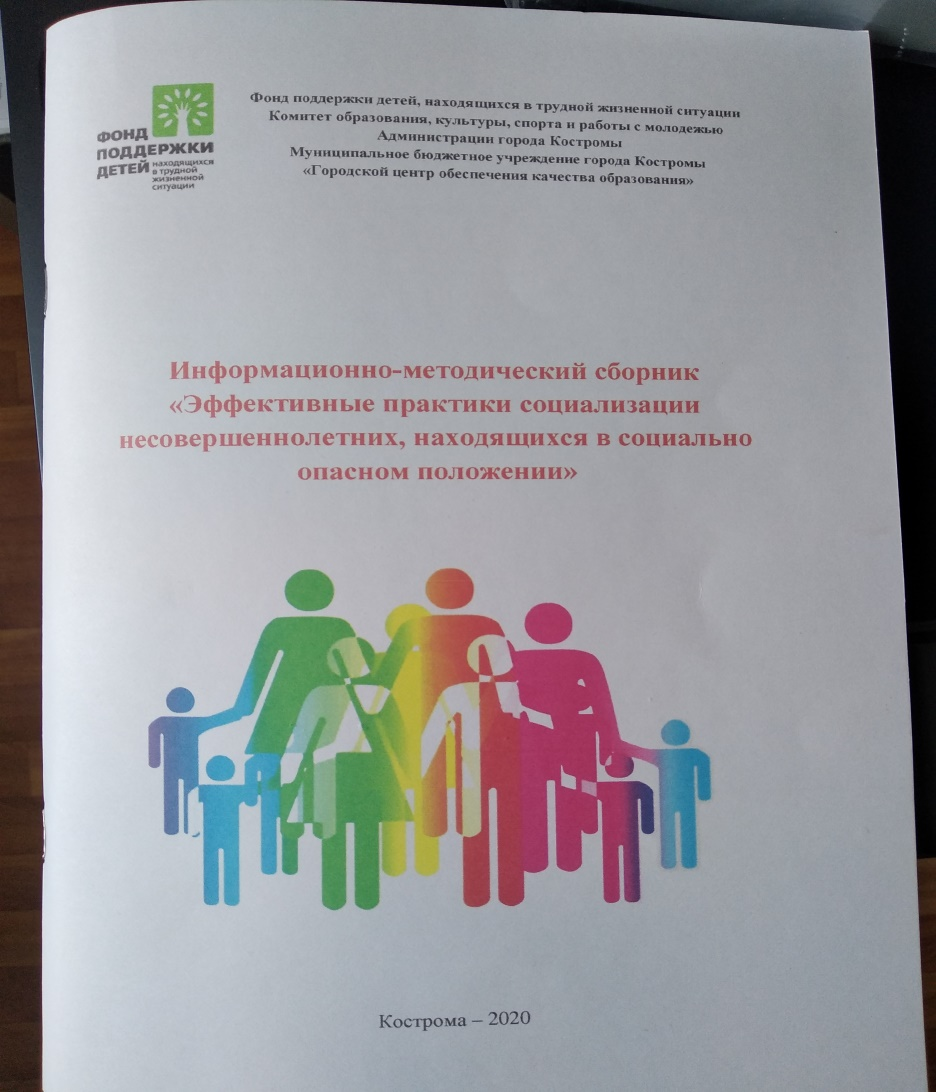 ФОНД
ПОДДЕРЖКИ
ДЕТЕЙ
находящихся
в трудной
жизненной
ситуации
Фонд поддержки детей, находящихся в трудной жизненной ситуации
Комитет образования, культуры, спорта и работы с молодежью
Администрации города Костромы
Муниципальное бюджетное учреждение города Костромы
«Городской центр обеспечения качества образования»
Информационно-методический сборник
«Эффективные практики социализации
несовершеннолетних, находящихся в социально
опасном положении»
Кострома – 2020